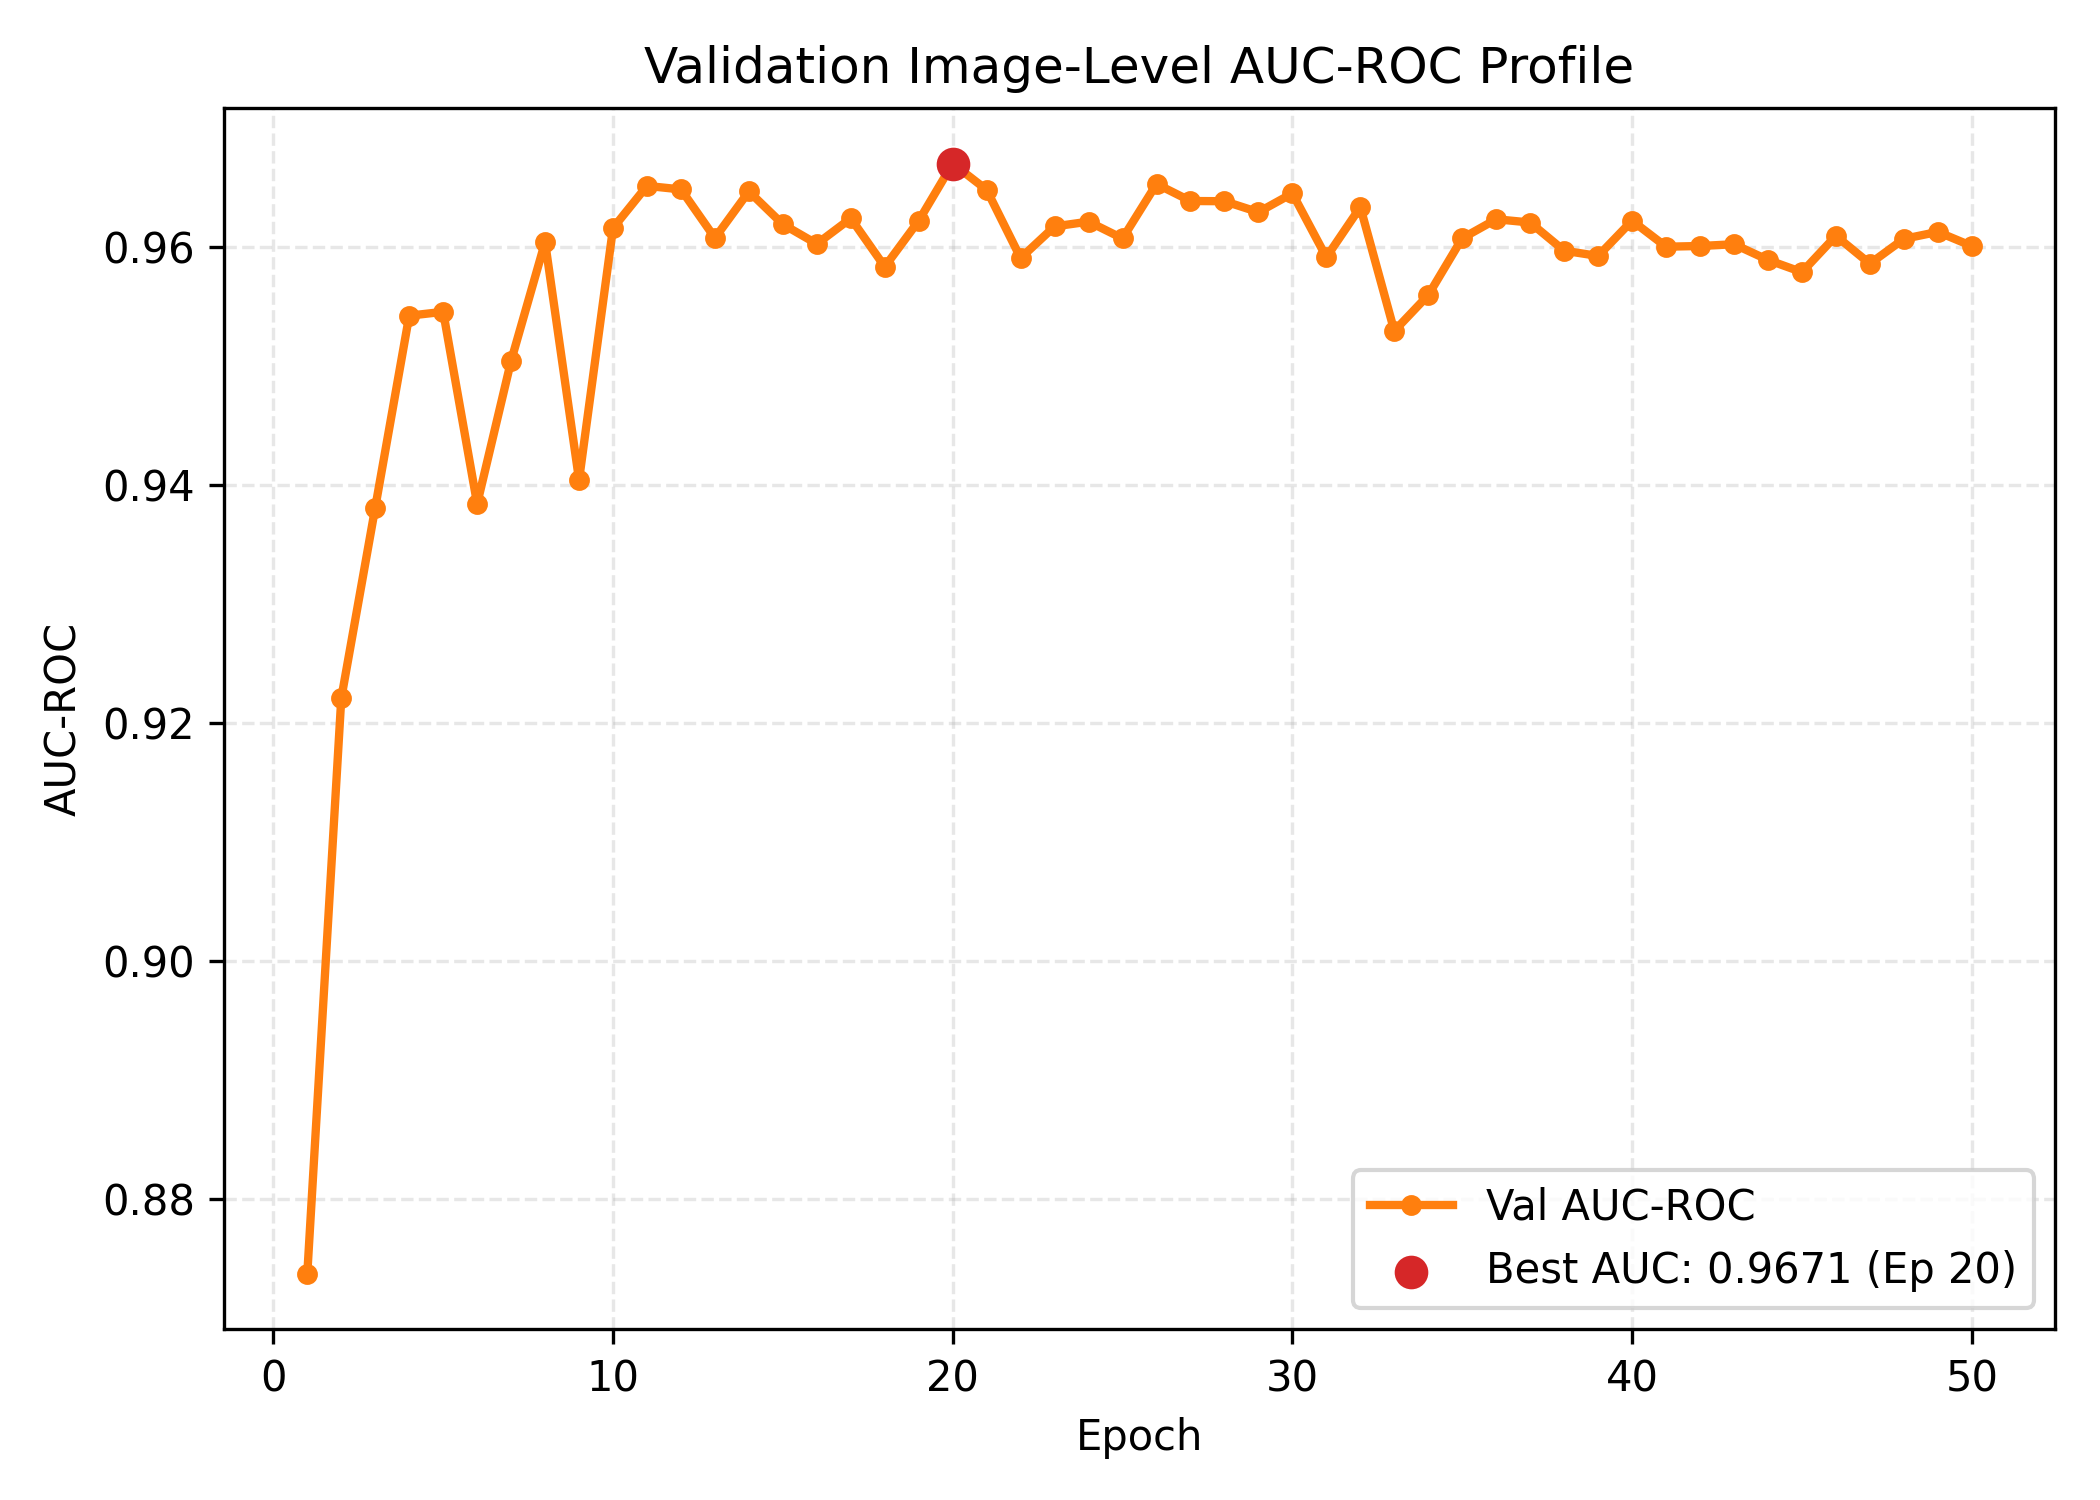 Validation Image-Level AUC-ROC Profile
0.96
0.94
0.92
0.90
0.88
AUC-ROC
Val AUC-ROC
Best AUC: 0.9671 (Ep 20)
0 10 20 30 40 50
Epoch